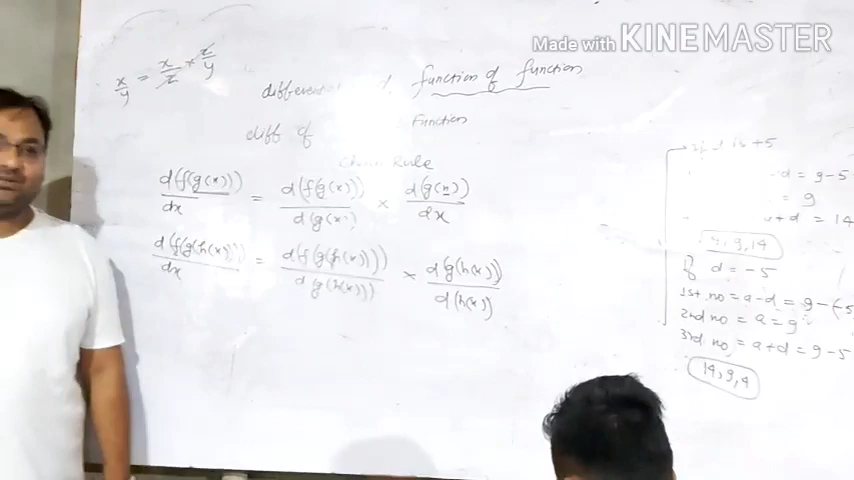 Made with KINEMASTER
x/y = x/z × z/y
function of function
diff of Function
Chain Rule
d(f(g(x)))/dx = d(f(g(x)))/d(g(x)) × d(g(x))/dx
d(f(g(h(x))))/dx = d(f(g(h(x))))/d(g(h(x))) × d(g(h(x)))/d(h(x))
+5
d = 9-5
= 9
+d = 14
9,14
If d = -5
1st no = a-d = 9-(-5
2nd no = a = 9
3rd no = a+d = 9-5
14,9,4